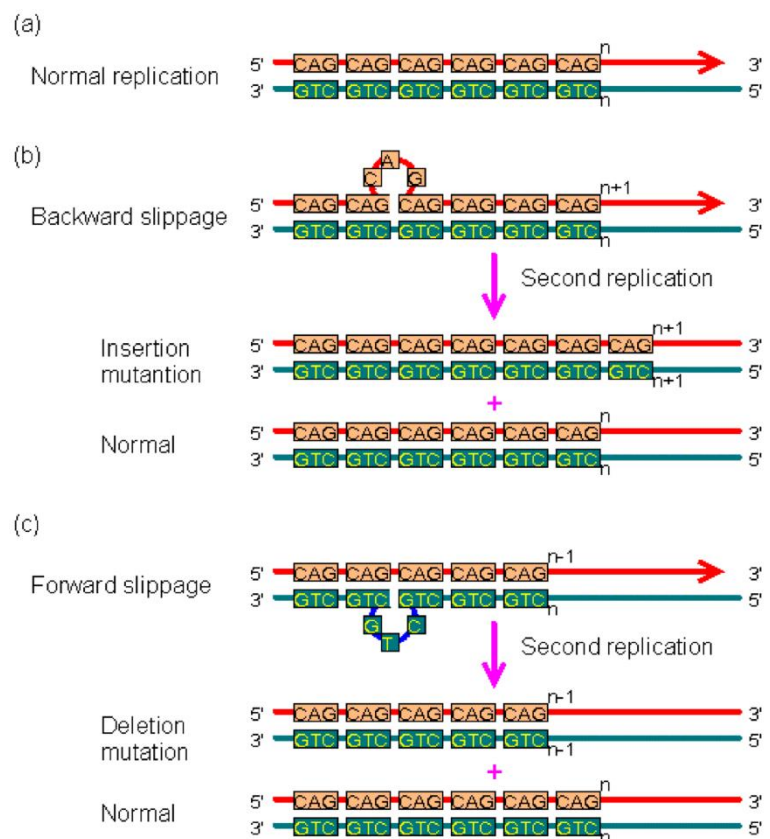 (a)
Normal replication
n
5' CAG CAG CAG CAG CAG CAG 3'
3' GTC GTC GTC GTC GTC GTC 5'
n
(b)
Backward slippage
C A G
n+1
5' CAG CAG CAG CAG CAG CAG 3'
3' GTC GTC GTC GTC GTC GTC 5'
n
Second replication
Insertion
mutantion
n+1
5' CAG CAG CAG CAG CAG CAG CAG 3'
3' GTC GTC GTC GTC GTC GTC GTC 5'
n+1
+
Normal
n
5' CAG CAG CAG CAG CAG CAG 3'
3' GTC GTC GTC GTC GTC GTC 5'
n
(c)
Forward slippage
n-1
5' CAG CAG CAG CAG CAG 3'
3' GTC GTC GTC GTC GTC 5'
n
G T C
Second replication
Deletion
mutation
n-1
5' CAG CAG CAG CAG CAG 3'
3' GTC GTC GTC GTC GTC 5'
n-1
+
Normal
n
5' CAG CAG CAG CAG CAG CAG 3'
3' GTC GTC GTC GTC GTC GTC 5'
n